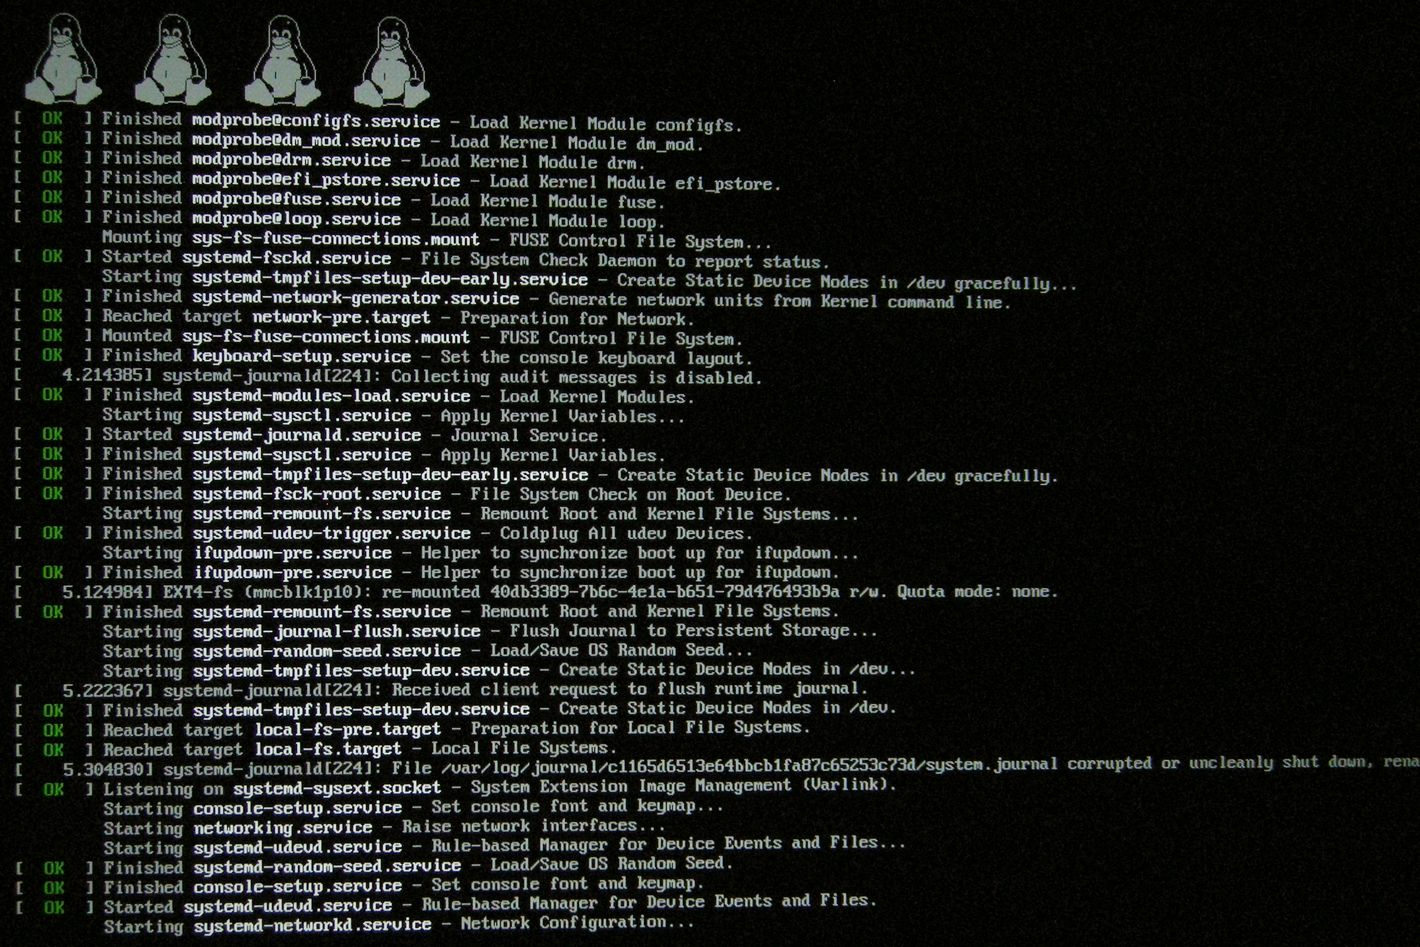 [  OK  ] Finished modprobe@configfs.service - Load Kernel Module configfs.
[  OK  ] Finished modprobe@dm_mod.service - Load Kernel Module dm_mod.
[  OK  ] Finished modprobe@drm.service - Load Kernel Module drm.
[  OK  ] Finished modprobe@efi_pstore.service - Load Kernel Module efi_pstore.
[  OK  ] Finished modprobe@fuse.service - Load Kernel Module fuse.
[  OK  ] Finished modprobe@loop.service - Load Kernel Module loop.
Mounting sys-fs-fuse-connections.mount - FUSE Control File System...
[  OK  ] Started systemd-fsckd.service - File System Check Daemon to report status.
Starting systemd-tmpfiles-setup-dev-early.service - Create Static Device Nodes in /dev gracefully...
[  OK  ] Finished systemd-network-generator.service - Generate network units from Kernel command line.
[  OK  ] Reached target network-pre.target - Preparation for Network.
[  OK  ] Mounted sys-fs-fuse-connections.mount - FUSE Control File System.
[  OK  ] Finished keyboard-setup.service - Set the console keyboard layout.
[    4.214385] systemd-journald[224]: Collecting audit messages is disabled.
[  OK  ] Finished systemd-modules-load.service - Load Kernel Modules.
Starting systemd-sysctl.service - Apply Kernel Variables...
[  OK  ] Started systemd-journald.service - Journal Service.
[  OK  ] Finished systemd-sysctl.service - Apply Kernel Variables.
[  OK  ] Finished systemd-tmpfiles-setup-dev-early.service - Create Static Device Nodes in /dev gracefully.
[  OK  ] Finished systemd-fsck-root.service - File System Check on Root Device.
Starting systemd-remount-fs.service - Remount Root and Kernel File Systems...
[  OK  ] Finished systemd-udev-trigger.service - Coldplug All udev Devices.
Starting ifupdown-pre.service - Helper to synchronize boot up for ifupdown...
[  OK  ] Finished ifupdown-pre.service - Helper to synchronize boot up for ifupdown.
[    5.124984] EXT4-fs (mmcblk1p10): re-mounted 40db3389-7b6c-4e1a-b651-79d476493b9a r/w. Quota mode: none.
[  OK  ] Finished systemd-remount-fs.service - Remount Root and Kernel File Systems.
Starting systemd-journal-flush.service - Flush Journal to Persistent Storage...
Starting systemd-random-seed.service - Load/Save OS Random Seed...
Starting systemd-tmpfiles-setup-dev.service - Create Static Device Nodes in /dev...
[    5.222367] systemd-journald[224]: Received client request to flush runtime journal.
[  OK  ] Finished systemd-tmpfiles-setup-dev.service - Create Static Device Nodes in /dev.
[  OK  ] Reached target local-fs-pre.target - Preparation for Local File Systems.
[  OK  ] Reached target local-fs.target - Local File Systems.
[    5.304830] systemd-journald[224]: File /var/log/journal/c1165d6513e64bbcb1fa87c65253c73d/system.journal corrupted or uncleanly shut down, rena
[  OK  ] Listening on systemd-sysext.socket - System Extension Image Management (Varlink).
Starting console-setup.service - Set console font and keymap...
Starting networking.service - Raise network interfaces...
Starting systemd-udevd.service - Rule-based Manager for Device Events and Files...
[  OK  ] Finished systemd-random-seed.service - Load/Save OS Random Seed.
[  OK  ] Finished console-setup.service - Set console font and keymap.
[  OK  ] Started systemd-udevd.service - Rule-based Manager for Device Events and Files.
Starting systemd-networkd.service - Network Configuration...